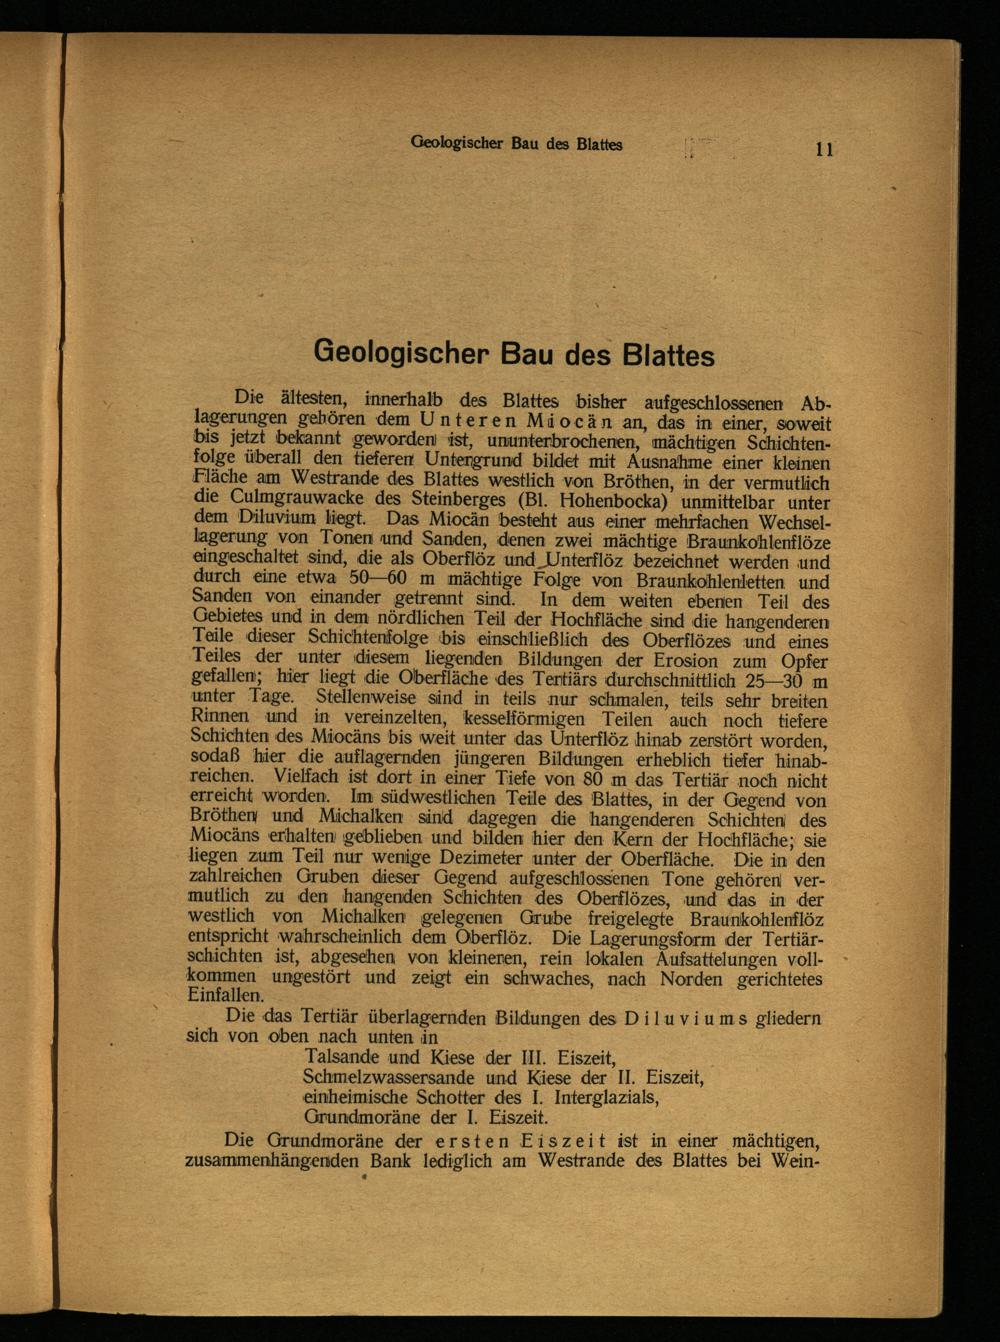 Geologischer Bau des Blattes
11
Geologischer Bau des Blattes
Die ältesten, innerhalb des Blattes bisher aufgeschlossenen Ab-
lagerungen gehören dem Unteren Miocän an, das in einer, soweit
bis jetzt bekannt geworden ist, ununterbrochenen, mächtigen Schichten-
folge überall den tieferen Untergrund bildet mit Ausnahme einer kleinen
Fläche am Westrande des Blattes westlich von Bröthen, in der vermutlich
die Culmgrauwacke des Steinberges (Bl. Hohenbocka) unmittelbar unter
dem Diluvium liegt. Das Miocän besteht aus einer mehrfachen Wechsel-
lagerung von Tonen und Sanden, denen zwei mächtige Braunkohlenflöze
eingeschaltet sind, die als Oberflöz und Unterflöz bezeichnet werden und
durch eine etwa 50—60 m mächtige Folge von Braunkohlenletten und
Sanden von einander getrennt sind. In dem weiten ebenen Teil des
Gebietes und in dem nördlichen Teil der Hochfläche sind die hangenderen
Teile dieser Schichtenfolge bis einschließlich des Oberflözes und eines
Teiles der unter diesem liegenden Bildungen der Erosion zum Opfer
gefallen; hier liegt die Oberfläche des Tertiärs durchschnittlich 25—30 m
unter Tage. Stellenweise sind in teils nur schmalen, teils sehr breiten
Rinnen und in vereinzelten, kesselförmigen Teilen auch noch tiefere
Schichten des Miocäns bis weit unter das Unterflöz hinab zerstört worden,
sodaß hier die auflagernden jüngeren Bildungen erheblich tiefer hinab-
reichen. Vielfach ist dort in einer Tiefe von 80 m das Tertiär noch nicht
erreicht worden. Im südwestlichen Teile des Blattes, in der Gegend von
Bröthen und Michalken sind dagegen die hangenderen Schichten des
Miocäns erhalten geblieben und bilden hier den Kern der Hochfläche; sie
liegen zum Teil nur wenige Dezimeter unter der Oberfläche. Die in den
zahlreichen Gruben dieser Gegend aufgeschlossenen Tone gehören ver-
mutlich zu den hangenden Schichten des Oberflözes, und das in der
westlich von Michalken gelegenen Grube freigelegte Braunkohlenflöz
entspricht wahrscheinlich dem Oberflöz. Die Lagerungsform der Tertiär-
schichten ist, abgesehen von kleineren, rein lokalen Aufsattelungen voll-
kommen ungestört und zeigt ein schwaches, nach Norden gerichtetes
Einfallen.
Die das Tertiär überlagernden Bildungen des Diluviums gliedern
sich von oben nach unten in
Talsande und Kiese der III. Eiszeit,
Schmelzwassersande und Kiese der II. Eiszeit,
einheimische Schotter des I. Interglazials,
Grundmoräne der I. Eiszeit.
Die Grundmoräne der ersten Eiszeit ist in einer mächtigen,
zusammenhängenden Bank lediglich am Westrande des Blattes bei Wein-